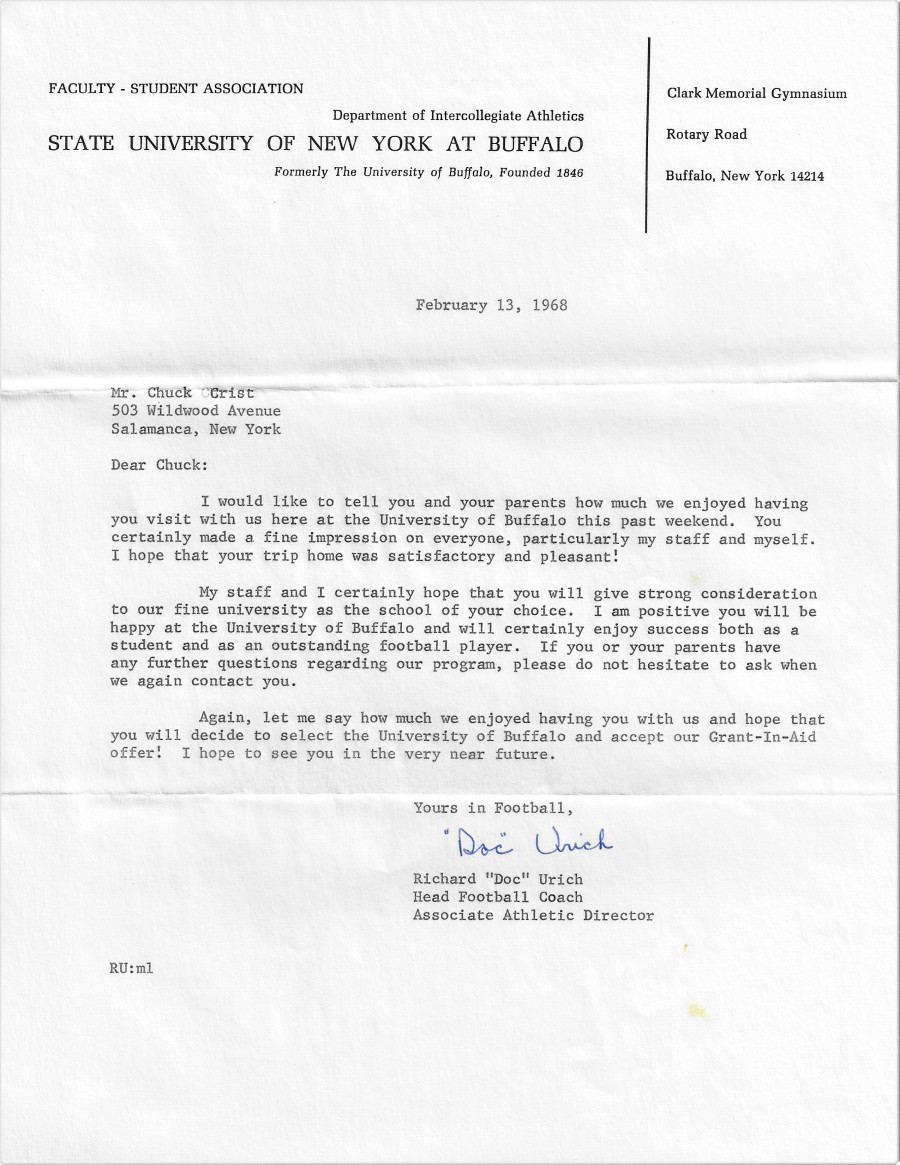 FACULTY - STUDENT ASSOCIATION
Department of Intercollegiate Athletics
STATE UNIVERSITY OF NEW YORK AT BUFFALO
Formerly The University of Buffalo, Founded 1846
Clark Memorial Gymnasium
Rotary Road
Buffalo, New York 14214
February 13, 1968
Mr. Chuck Crist
503 Wildwood Avenue
Salamanca, New York
Dear Chuck:
I would like to tell you and your parents how much we enjoyed having
you visit with us here at the University of Buffalo this past weekend. You
certainly made a fine impression on everyone, particularly my staff and myself.
I hope that your trip home was satisfactory and pleasant!
My staff and I certainly hope that you will give strong consideration
to our fine university as the school of your choice. I am positive you will be
happy at the University of Buffalo and will certainly enjoy success both as a
student and as an outstanding football player. If you or your parents have
any further questions regarding our program, please do not hesitate to ask when
we again contact you.
Again, let me say how much we enjoyed having you with us and hope that
you will decide to select the University of Buffalo and accept our Grant-In-Aid
offer! I hope to see you in the very near future.
Yours in Football,
"Doc" Urich
Richard "Doc" Urich
Head Football Coach
Associate Athletic Director
RU:ml